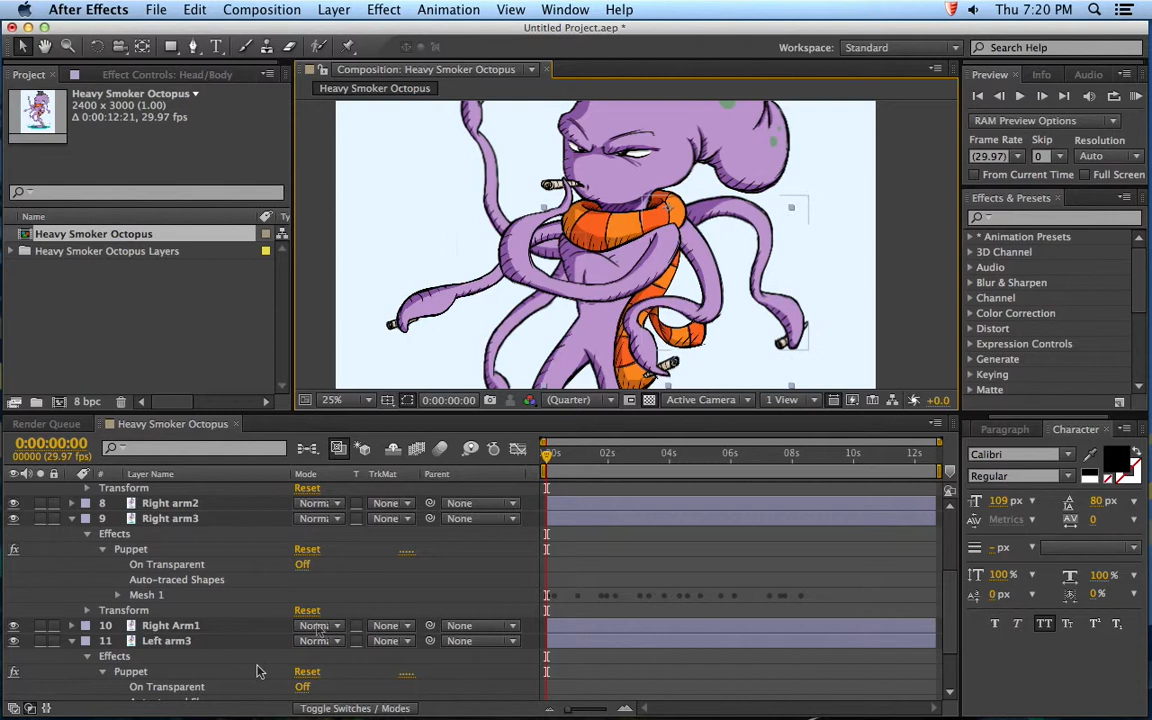 After Effects File Edit Composition Layer Effect Animation View Window Help Thu 7:20 PM
Untitled Project.aep *
Workspace: Standard Search Help
Project Effect Controls: Head/Body Composition: Heavy Smoker Octopus Preview Info Audio
Heavy Smoker Octopus
2400 x 3000 (1.00)
Δ 0:00:12:21, 29.97 fps
Heavy Smoker Octopus
RAM Preview Options
Frame Rate Skip Resolution
(29.97) 0 Auto
From Current Time Full Screen
Effects & Presets
Name Ty
Heavy Smoker Octopus
Heavy Smoker Octopus Layers
* Animation Presets
3D Channel
Audio
Blur & Sharpen
Channel
Color Correction
Distort
Expression Controls
Generate
Keying
Matte
8 bpc 25% 0:00:00:00 (Quarter) Active Camera 1 View +0.0
Render Queue Heavy Smoker Octopus
Paragraph Character
0:00:00:00
00000 (29.97 fps)
# Layer Name Mode T TrkMat Parent
02s 04s 06s 08s 10s 12s
Transform Reset
8 Right arm2 None None
9 Right arm3 None None
Effects
Puppet Reset .....
On Transparent Off
Auto-traced Shapes
Mesh 1
Transform Reset
10 Right Arm1 None None
11 Left arm3 None None
Effects
Puppet Reset .....
On Transparent Off
Toggle Switches / Modes
Calibri
Regular
109 px 80 px
Metrics 0
- px
100 % 100 %
0 px 0 %
T T TT Tt T¹ T₁